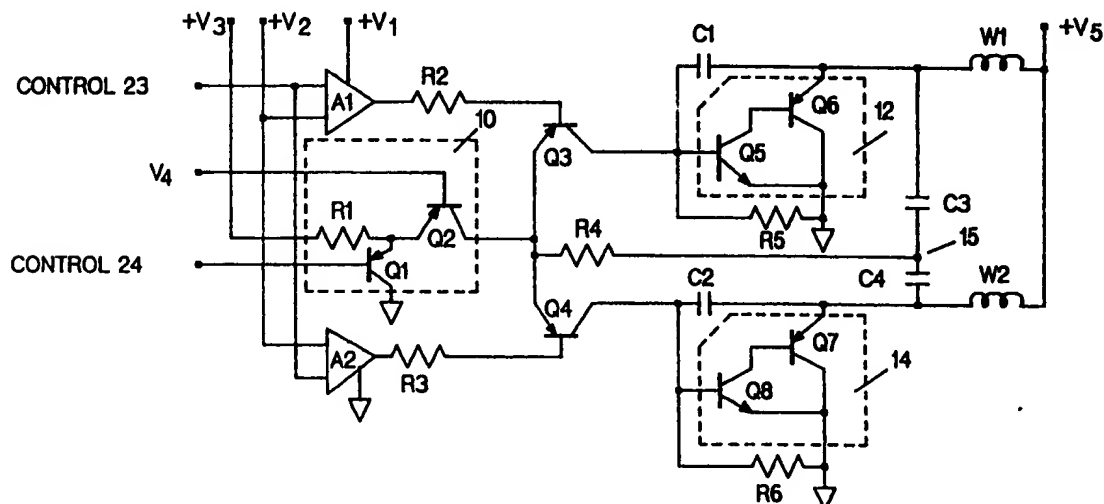 +V3 +V2 +V1 +V5
C1 W1
CONTROL 23
A1
R2
10
Q6
12
Q3
Q5
V4
C3
R1
Q2
R4
R5
15
CONTROL 24
Q1
C2
C4
W2
Q4
Q7
A2
R3
14
Q8
R6